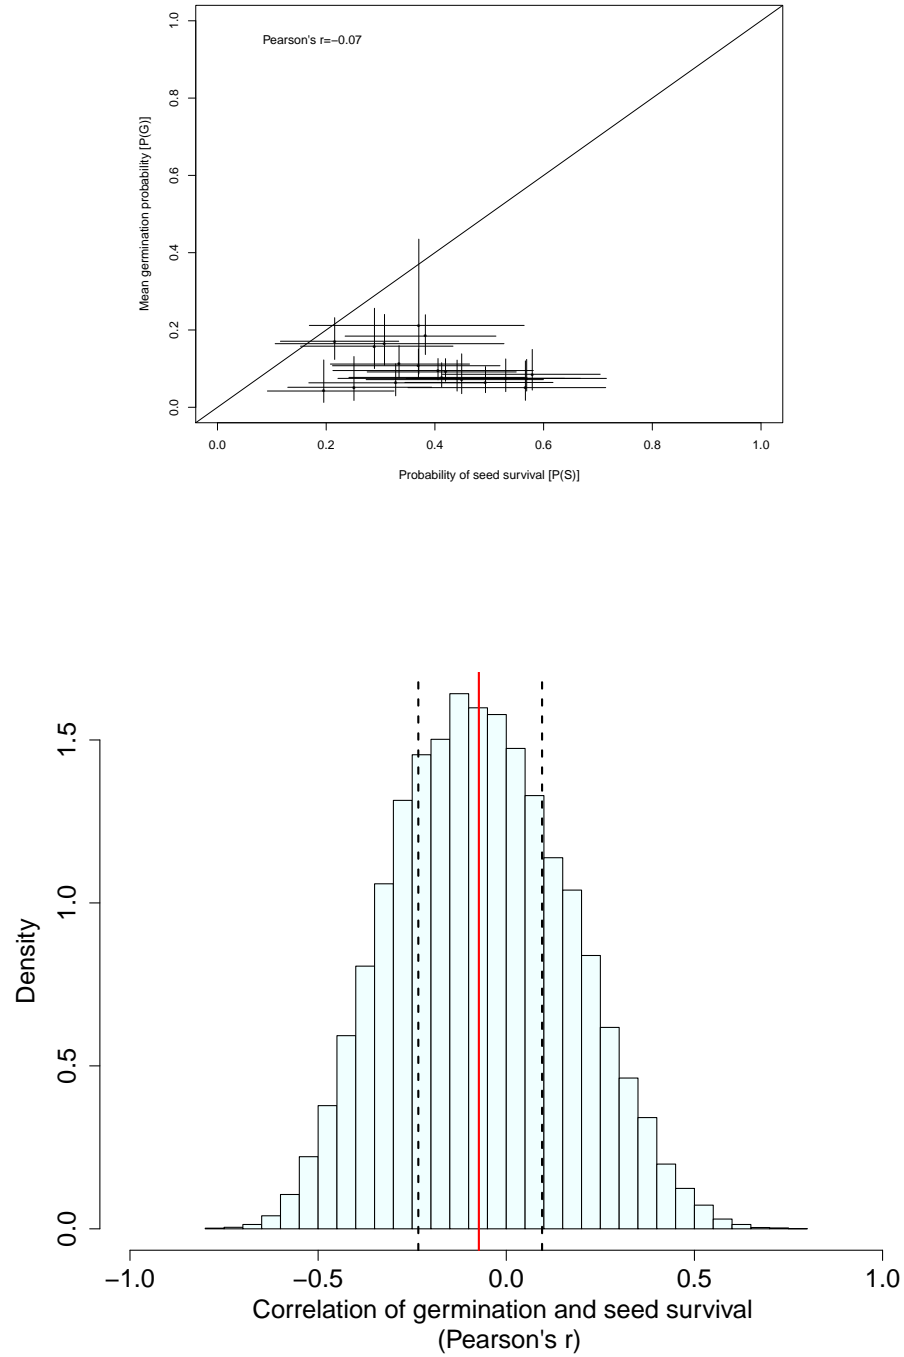 Pearson's r=−0.07
1.0
0.8
0.6
0.4
0.2
0.0
Mean germination probability [P(G)]
0.0 0.2 0.4 0.6 0.8 1.0
Probability of seed survival [P(S)]
1.5
1.0
0.5
0.0
Density
−1.0 −0.5 0.0 0.5 1.0
Correlation of germination and seed survival
(Pearson's r)